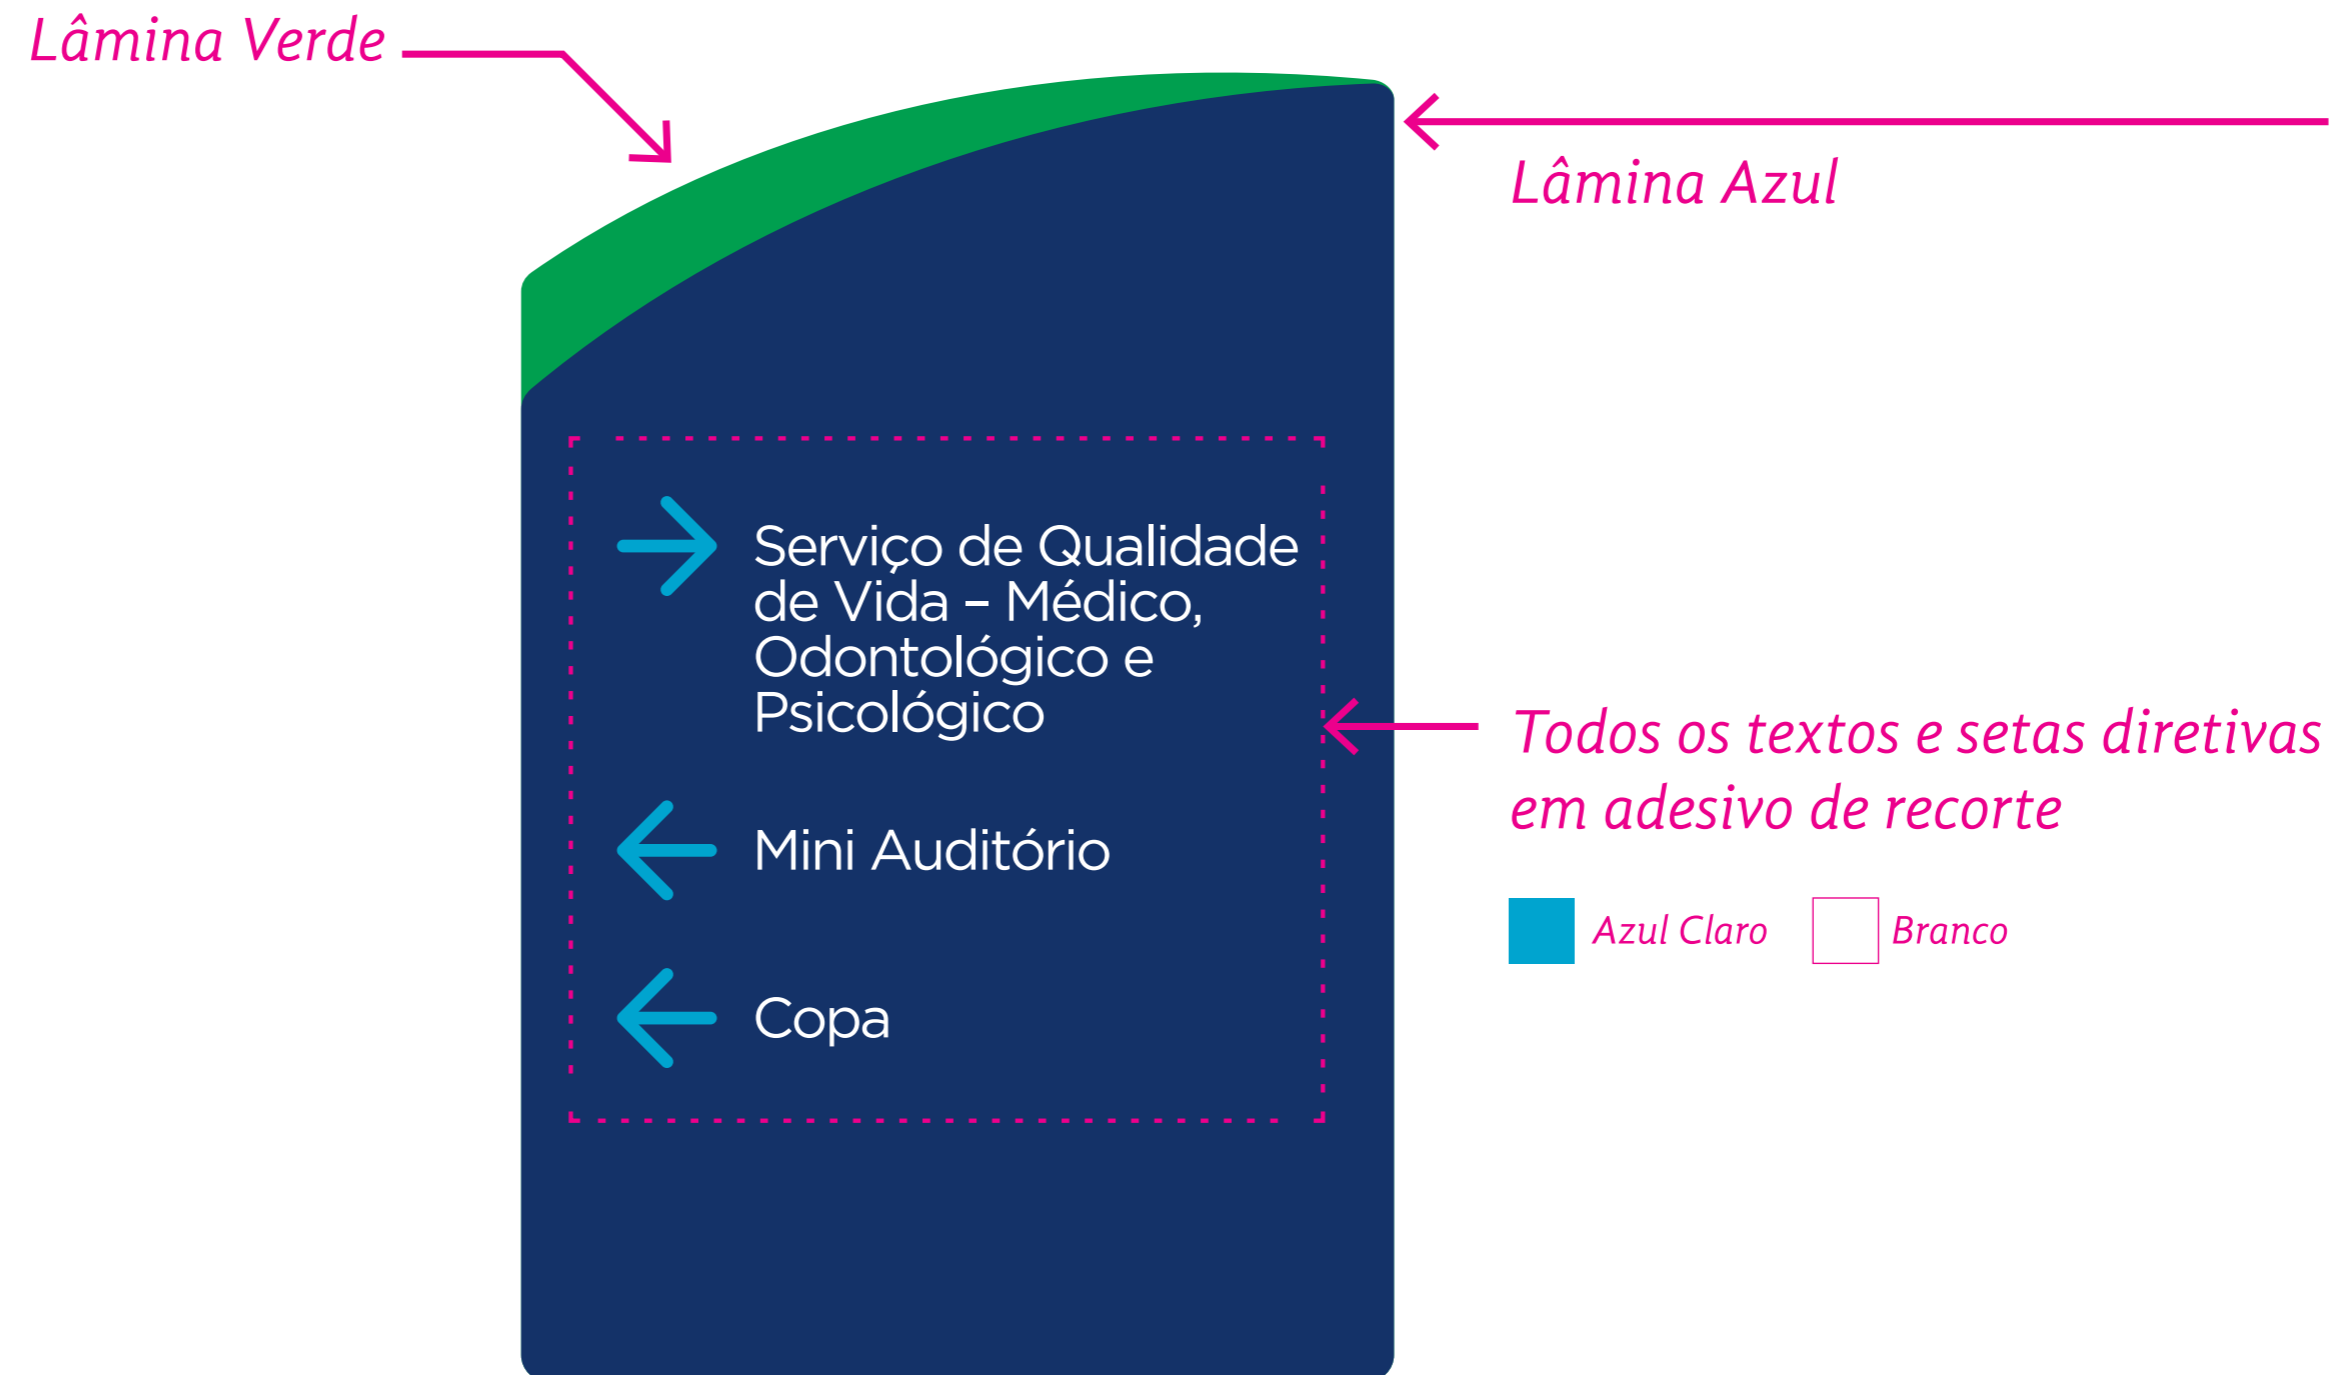 Lâmina Verde
Lâmina Azul
Serviço de Qualidade
de Vida – Médico,
Odontológico e
Psicológico
Mini Auditório
Copa
Todos os textos e setas diretivas
em adesivo de recorte
Azul Claro
Branco